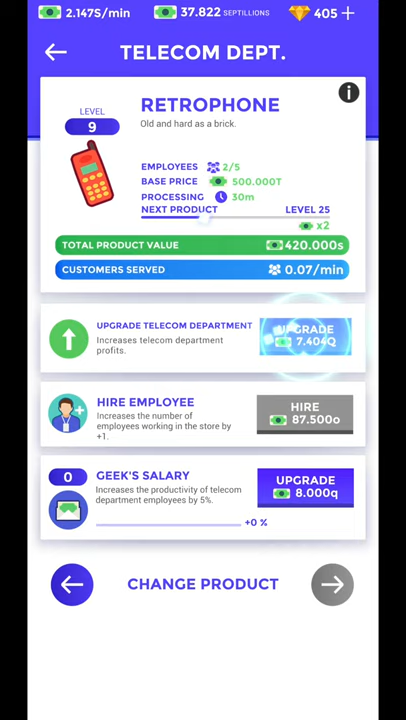 2.147S/min
37.822 SEPTILLIONS
405 +
TELECOM DEPT.
LEVEL
9
RETROPHONE
Old and hard as a brick.
i
EMPLOYEES 2/5
BASE PRICE 500.000T
PROCESSING 30m
NEXT PRODUCT LEVEL 25
x2
TOTAL PRODUCT VALUE 420.000s
CUSTOMERS SERVED 0.07/min
UPGRADE TELECOM DEPARTMENT
Increases telecom department
profits.
UPGRADE
7.404Q
HIRE EMPLOYEE
Increases the number of
employees working in the store by
+1.
HIRE
87.500o
0
GEEK'S SALARY
Increases the productivity of telecom
department employees by 5%.
UPGRADE
8.000q
+0 %
CHANGE PRODUCT